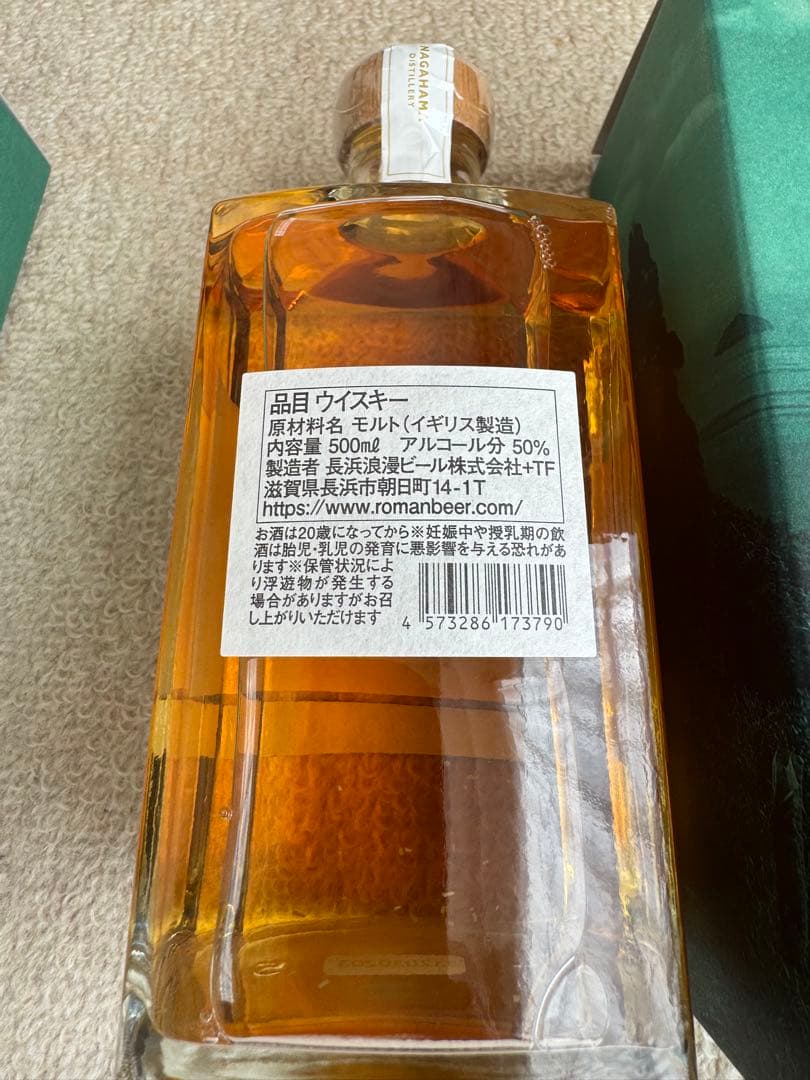 NAGAHAMA
DISTILLERY
品目 ウイスキー
原材料名 モルト(イギリス製造)
内容量 500㎖ アルコール分 50%
製造者 長浜浪漫ビール株式会社+TF
滋賀県長浜市朝日町14-1T
https://www.romanbeer.com/
お酒は20歳になってから※妊娠中や授乳期の飲
酒は胎児・乳児の発育に悪影響を与える恐れがあ
ります※保管状況によ
り浮遊物が発生する
場合がありますがお召
し上がりいただけます
4 573286 173790